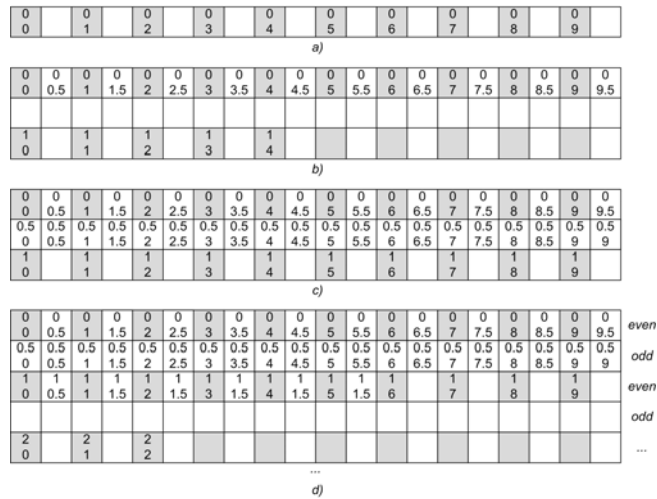 0 0 0 0 0 0 0 0 0 0
0 1 2 3 4 5 6 7 8 9
a)
0 0 0 0 0 0 0 0 0 0 0 0 0 0 0 0 0 0 0 0
0 0.5 1 1.5 2 2.5 3 3.5 4 4.5 5 5.5 6 6.5 7 7.5 8 8.5 9 9.5
1 1 1 1 1
0 1 2 3 4
b)
0 0 0 0 0 0 0 0 0 0 0 0 0 0 0 0 0 0 0 0
0 0.5 1 1.5 2 2.5 3 3.5 4 4.5 5 5.5 6 6.5 7 7.5 8 8.5 9 9.5
0.5 0.5 0.5 0.5 0.5 0.5 0.5 0.5 0.5 0.5 0.5 0.5 0.5 0.5 0.5 0.5 0.5 0.5 0.5 0.5
0 0.5 1 1.5 2 2.5 3 3.5 4 4.5 5 5.5 6 6.5 7 7.5 8 8.5 9 9
1 1 1 1 1 1 1 1 1 1
0 1 2 3 4 5 6 7 8 9
c)
0 0 0 0 0 0 0 0 0 0 0 0 0 0 0 0 0 0 0 0
0 0.5 1 1.5 2 2.5 3 3.5 4 4.5 5 5.5 6 6.5 7 7.5 8 8.5 9 9.5
even
0.5 0.5 0.5 0.5 0.5 0.5 0.5 0.5 0.5 0.5 0.5 0.5 0.5 0.5 0.5 0.5 0.5 0.5 0.5 0.5
0 0.5 1 1.5 2 2.5 3 3.5 4 4.5 5 5.5 6 6.5 7 7.5 8 8.5 9 9
odd
1 1 1 1 1 1 1 1 1 1 1 1 1 1 1 1
0 0.5 1 1.5 2 1.5 3 1.5 4 1.5 5 1.5 6 7 8 9
even
odd
2 2 2
0 1 2
...
...
d)